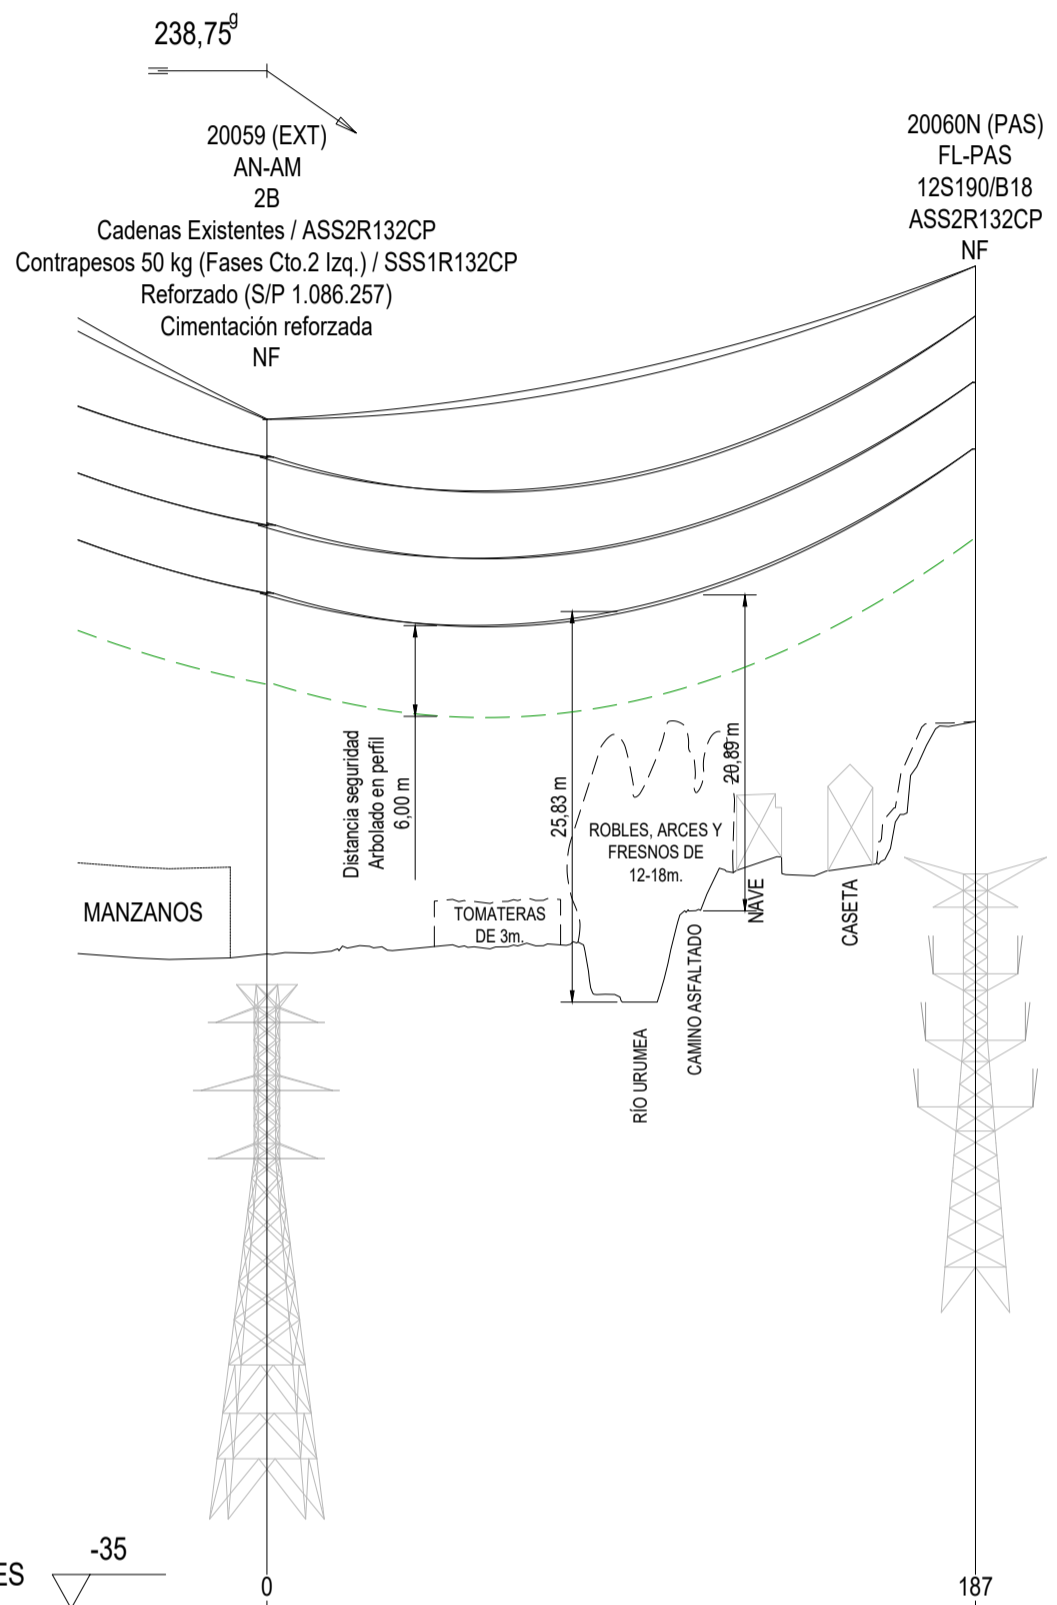 238,75g
20059 (EXT)
AN-AM
2B
Cadenas Existentes / ASS2R132CP
Contrapesos 50 kg (Fases Cto.2 Izq.) / SSS1R132CP
Reforzado (S/P 1.086.257)
Cimentación reforzada
NF
20060N (PAS)
FL-PAS
12S190/B18
ASS2R132CP
NF
Distancia seguridad
Arbolado en perfil
6,00 m
25,83 m
20,89 m
ROBLES, ARCES Y
FRESNOS DE
12-18m.
MANZANOS
TOMATERAS
DE 3m.
NAVE
CASETA
CAMINO ASFALTADO
RÍO URUMEA
-35
ES
0
187